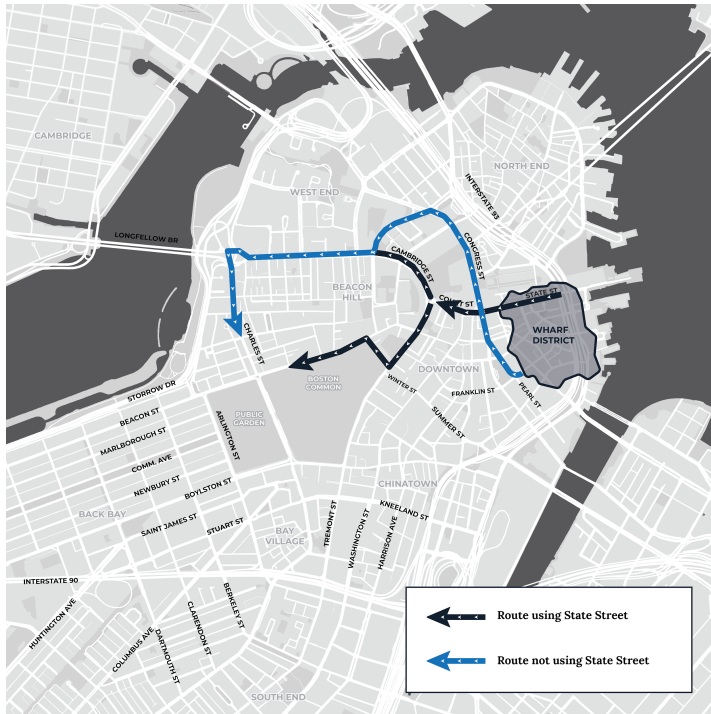 CAMBRIDGE
NORTH END
INTERSTATE 93
WEST END
LONGFELLOW BR
CAMBRIDGE ST
CONGRESS ST
BEACON
HILL
STATE ST
COURT ST
WHARF
DISTRICT
CHARLES ST
DOWNTOWN
BOSTON
COMMON
WINTER ST
FRANKLIN ST
PEARL ST
STORROW DR
BEACON ST
PUBLIC
GARDEN
ARLINGTON ST
SUMMER ST
MARLBOROUGH ST
COMM. AVE
NEWBURY ST
BOYLSTON ST
CHINATOWN
BACK BAY
SAINT JAMES ST
STUART ST
BAY
VILLAGE
TREMONT ST
WASHINGTON ST
HARRISON AVE
KNEELAND ST
INTERSTATE 90
HUNTINGTON AVE
COLUMBUS AVE
DARTMOUTH ST
CLARENDON ST
BERKELEY ST
SOUTH END
Route using State Street
Route not using State Street